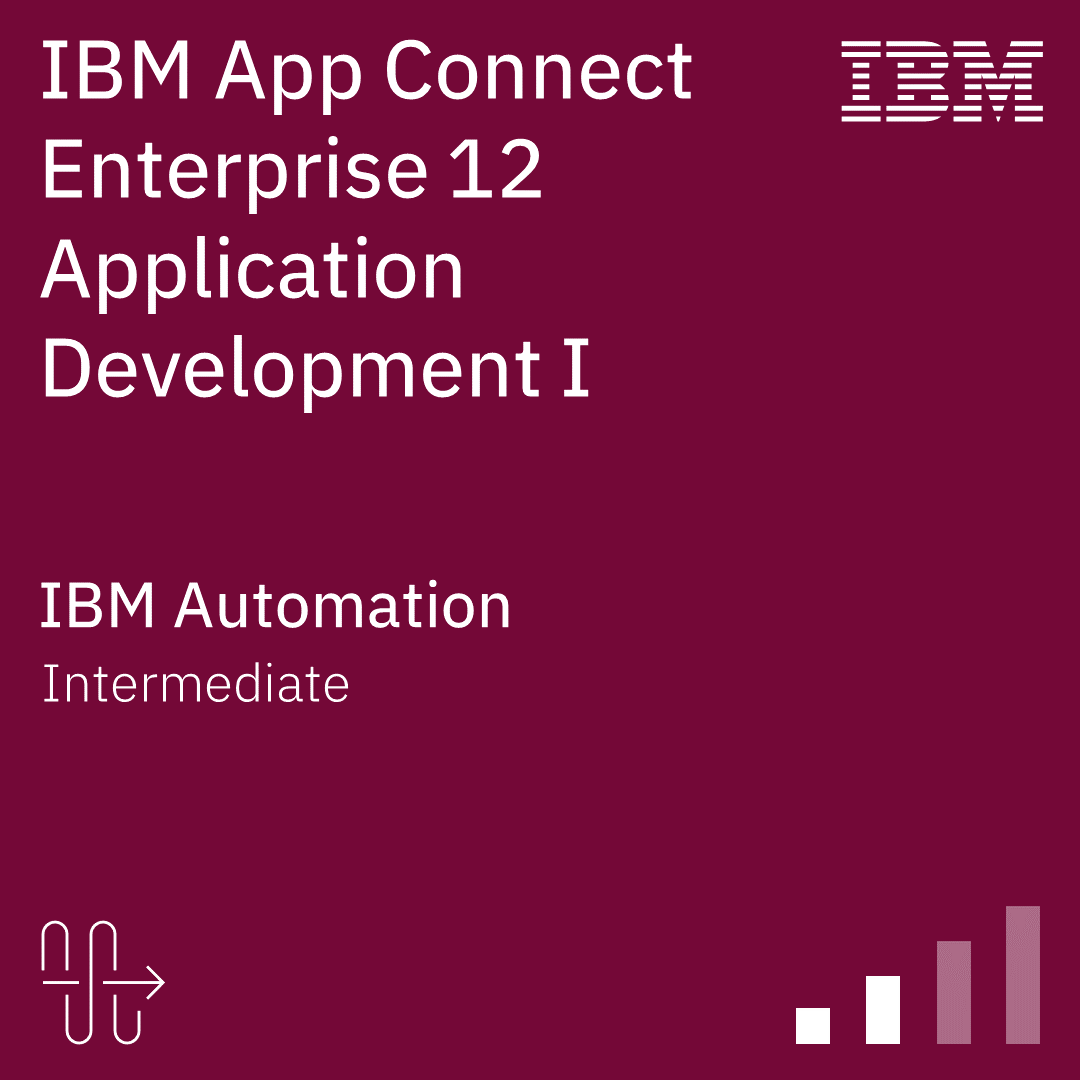 IBM App Connect
Enterprise 12
Application
Development I
IBM
IBM Automation
Intermediate